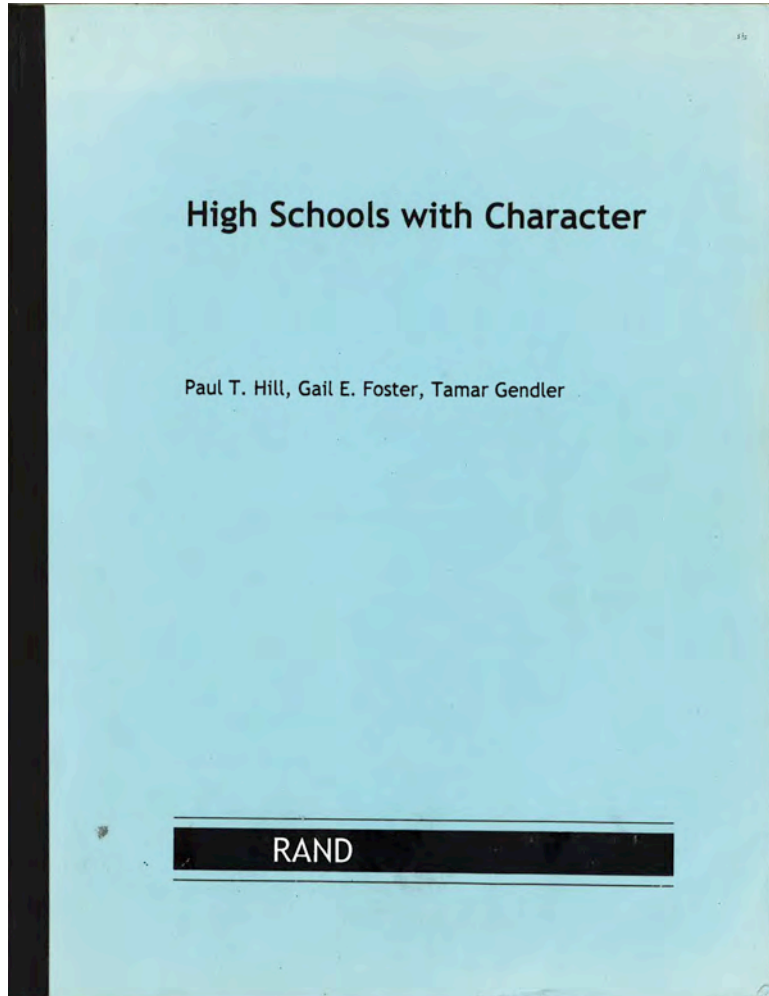 High Schools with Character
Paul T. Hill, Gail E. Foster, Tamar Gendler
RAND